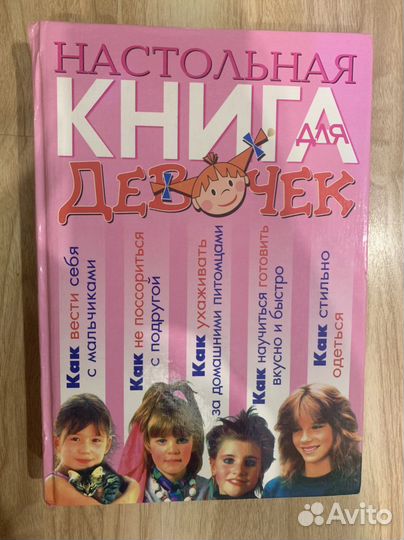 НАСТОЛЬНАЯ
КНИГА
ДЛЯ
ДЕВОЧЕК
Как вести себя
с мальчиками
Как не поссориться
с подругой
Как ухаживать
за домашними питомцами
Как научиться готовить
вкусно и быстро
Как стильно
одеться
Avito